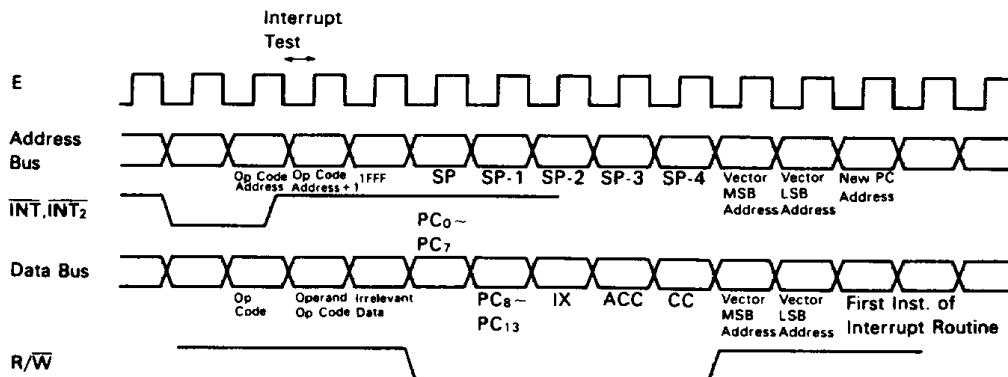 Interrupt
Test
E
Address
Bus
Op Code
Address
Op Code
Address+1
1FFF
SP
SP-1
SP-2
SP-3
SP-4
Vector
MSB
Address
Vector
LSB
Address
New PC
Address
INT, INT2
PC0~
PC7
Data Bus
Op
Code
Operand
Op Code
Irrelevant
Data
PC8~
PC13
IX
ACC
CC
Vector
MSB
Address
Vector
LSB
Address
First Inst. of
Interrupt Routine
R/W